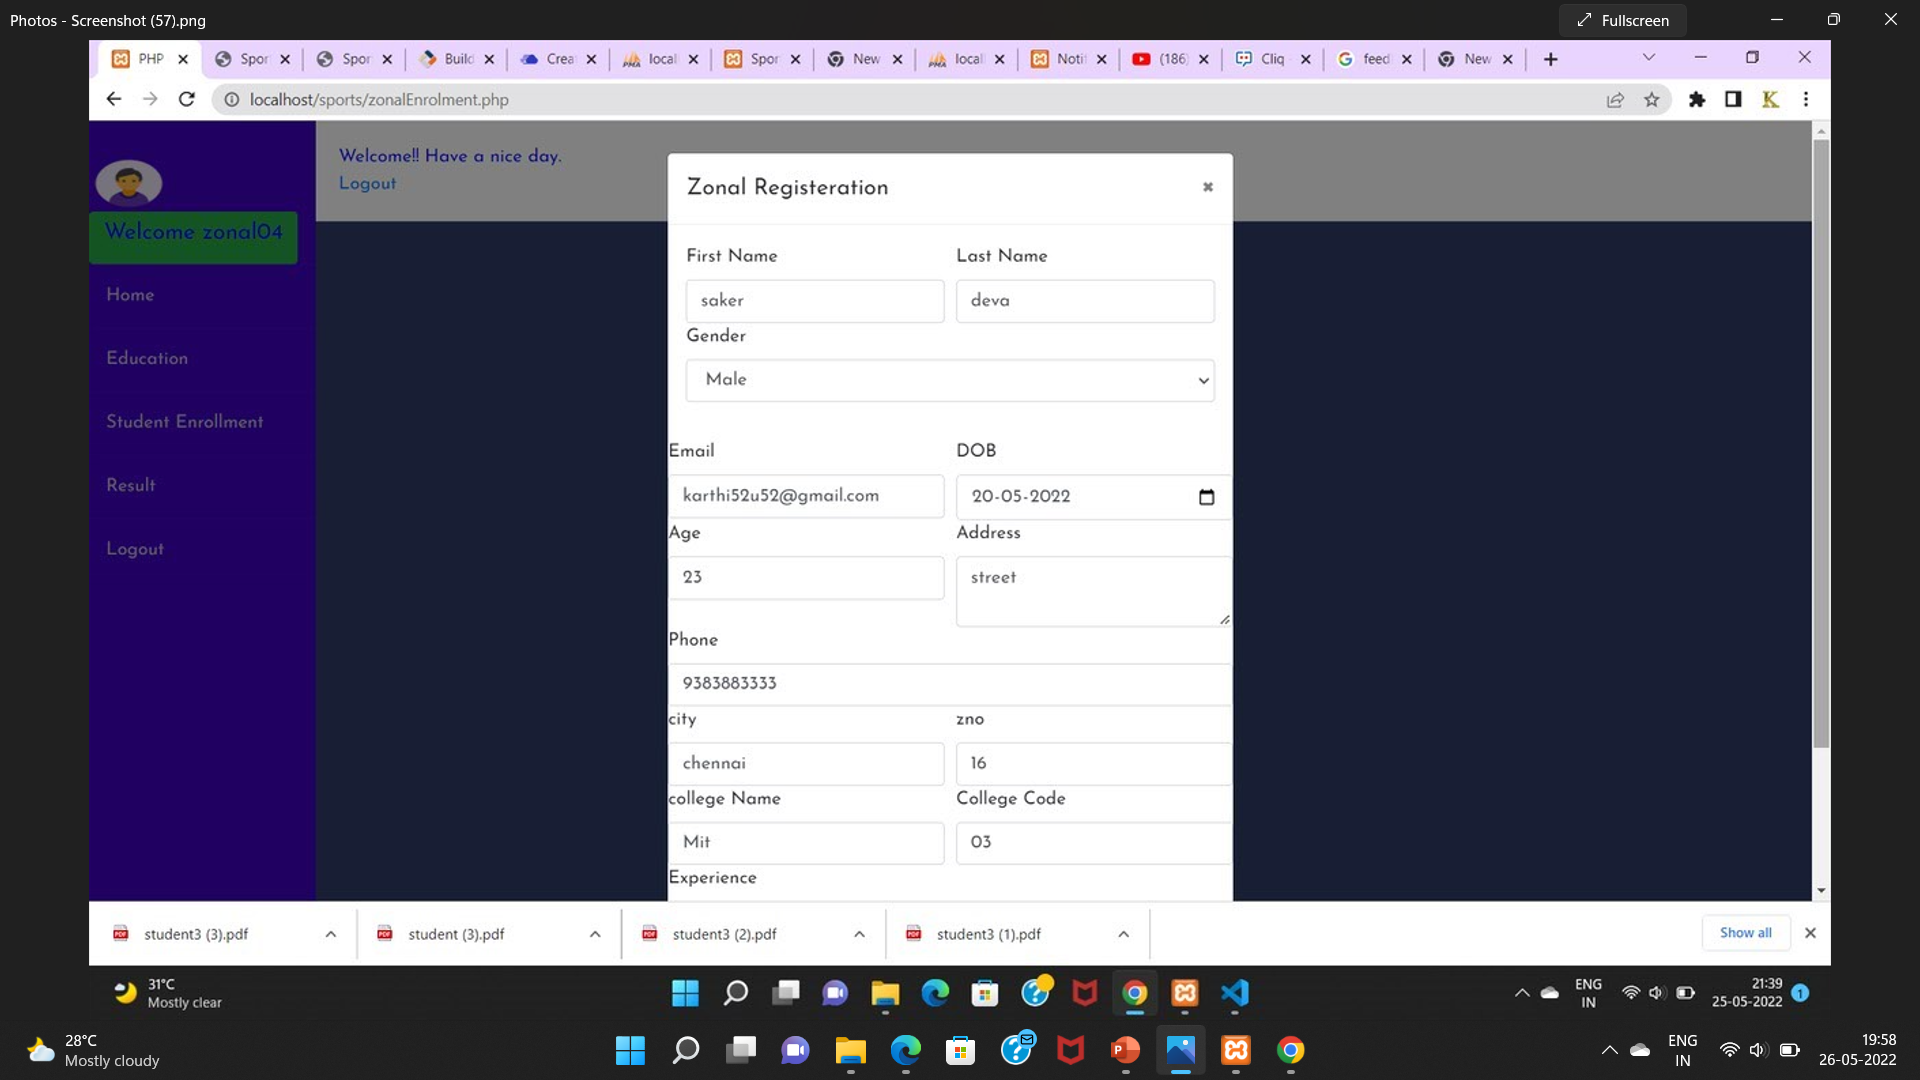 Photos - Screenshot (57).png
Fullscreen
PHP
Spor
Spor
Build
Crea
locall
Spor
New
locall
Notif
(186)
Cliq
feed
New
localhost/sports/zonalEnrolment.php
K
Welcome!! Have a nice day.
Logout
Welcome zonal04
Home
Education
Student Enrollment
Result
Logout
Zonal Registeration
First Name
Last Name
saker
deva
Gender
Male
Email
DOB
karthi52u52@gmail.com
20-05-2022
Age
Address
23
street
Phone
9383883333
city
zno
chennai
16
college Name
College Code
Mit
03
Experience
student3 (3).pdf
student (3).pdf
student3 (2).pdf
student3 (1).pdf
Show all
31°C
Mostly clear
ENG
IN
21:39
25-05-2022
1
28°C
Mostly cloudy
ENG
IN
19:58
26-05-2022